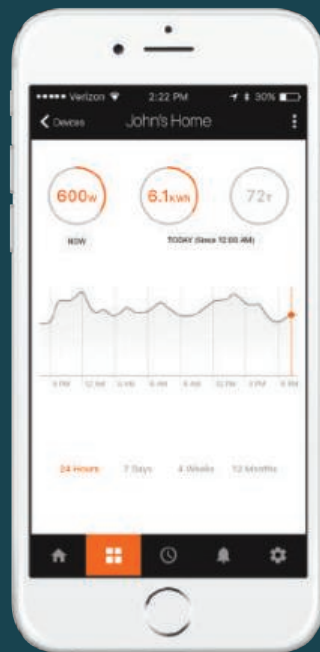 Verizon 2:22 PM 30%
Devices John's Home
600w 6.1KWh 72
NOW TODAY (Since 12:00 AM)
24 Hours 7 Days 4 Weeks 12 Months